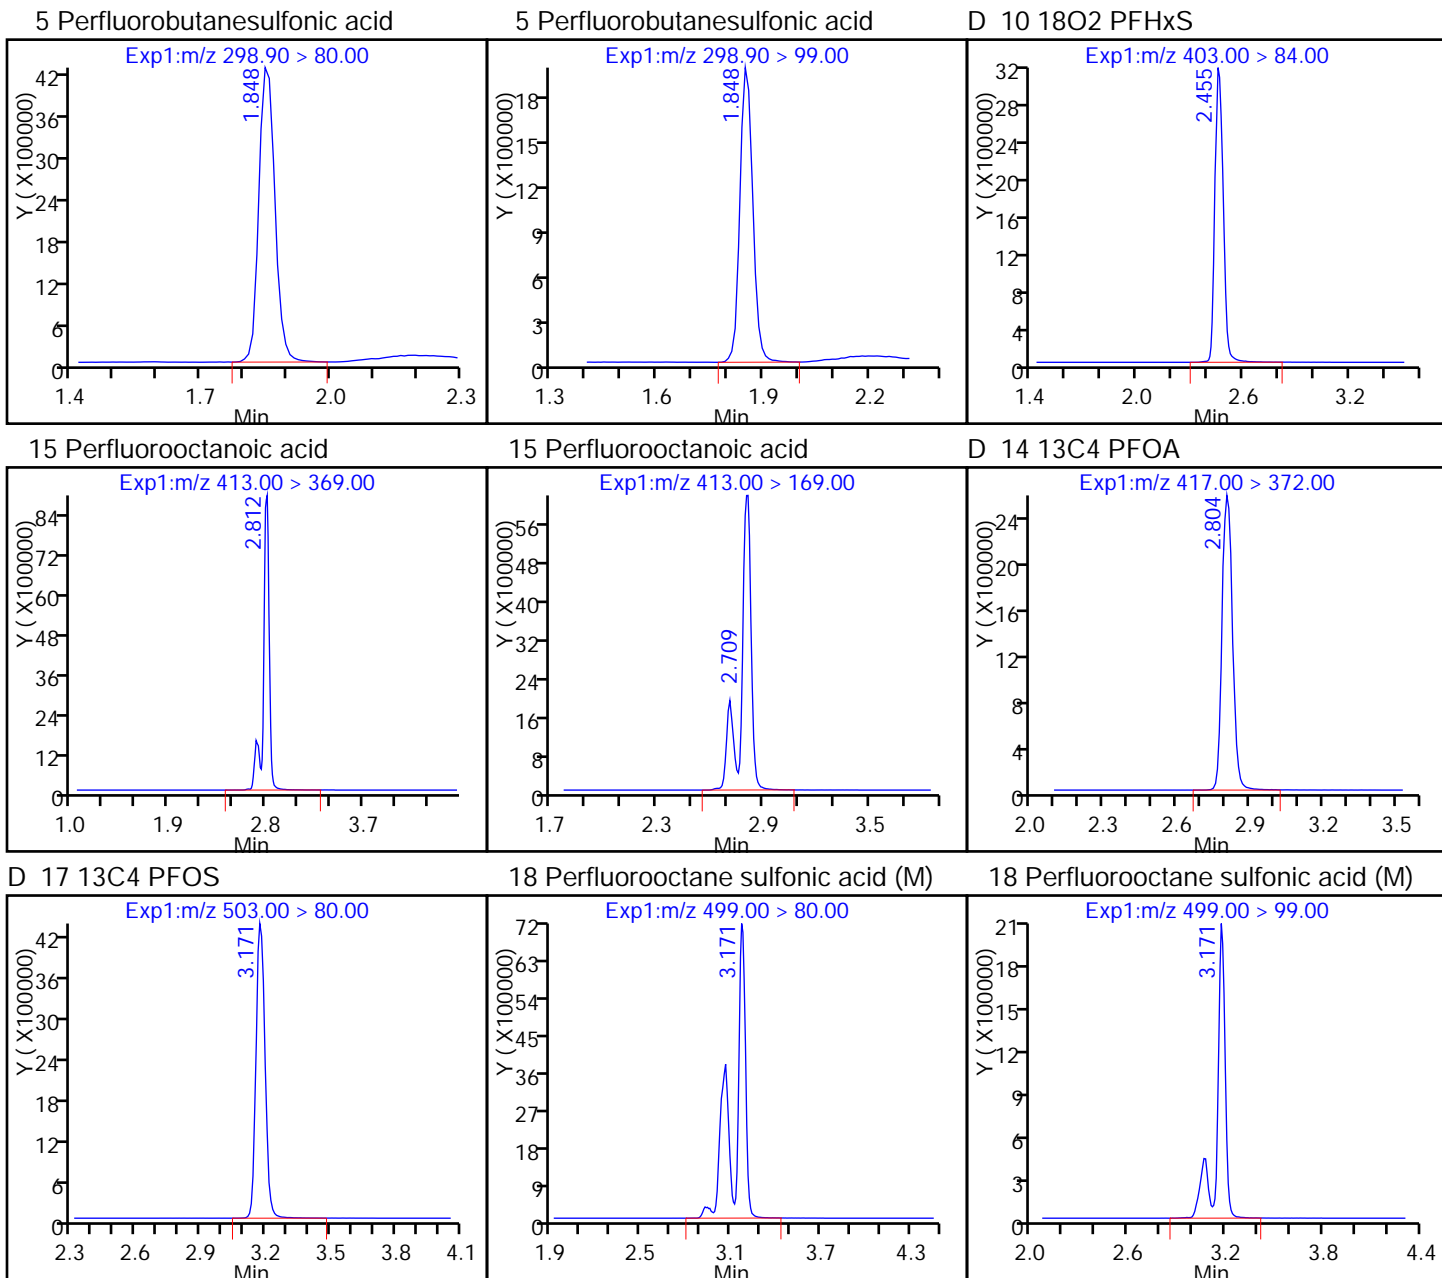 5 Perfluorobutanesulfonic acid
Exp1:m/z 298.90 > 80.00
1.848
Y ( X100000)
42
36
30
24
18
12
6
0
1.4 1.7 2.0 2.3
Min
5 Perfluorobutanesulfonic acid
Exp1:m/z 298.90 > 99.00
1.848
Y ( X100000)
18
15
12
9
6
3
0
1.3 1.6 1.9 2.2
Min
D 10 18O2 PFHxS
Exp1:m/z 403.00 > 84.00
2.455
Y ( X100000)
32
28
24
20
16
12
8
4
0
1.4 2.0 2.6 3.2
Min
15 Perfluorooctanoic acid
Exp1:m/z 413.00 > 369.00
2.812
Y ( X100000)
84
72
60
48
36
24
12
0
1.0 1.9 2.8 3.7
Min
15 Perfluorooctanoic acid
Exp1:m/z 413.00 > 169.00
2.709
Y ( X100000)
56
48
40
32
24
16
8
0
1.7 2.3 2.9 3.5
Min
D 14 13C4 PFOA
Exp1:m/z 417.00 > 372.00
2.804
Y ( X100000)
24
20
16
12
8
4
0
2.0 2.3 2.6 2.9 3.2 3.5
Min
D 17 13C4 PFOS
Exp1:m/z 503.00 > 80.00
3.171
Y ( X100000)
42
36
30
24
18
12
6
0
2.3 2.6 2.9 3.2 3.5 3.8 4.1
Min
18 Perfluorooctane sulfonic acid (M)
Exp1:m/z 499.00 > 80.00
3.171
Y ( X100000)
72
63
54
45
36
27
18
9
0
1.9 2.5 3.1 3.7 4.3
Min
18 Perfluorooctane sulfonic acid (M)
Exp1:m/z 499.00 > 99.00
3.171
Y ( X100000)
21
18
15
12
9
6
3
0
2.0 2.6 3.2 3.8 4.4
Min